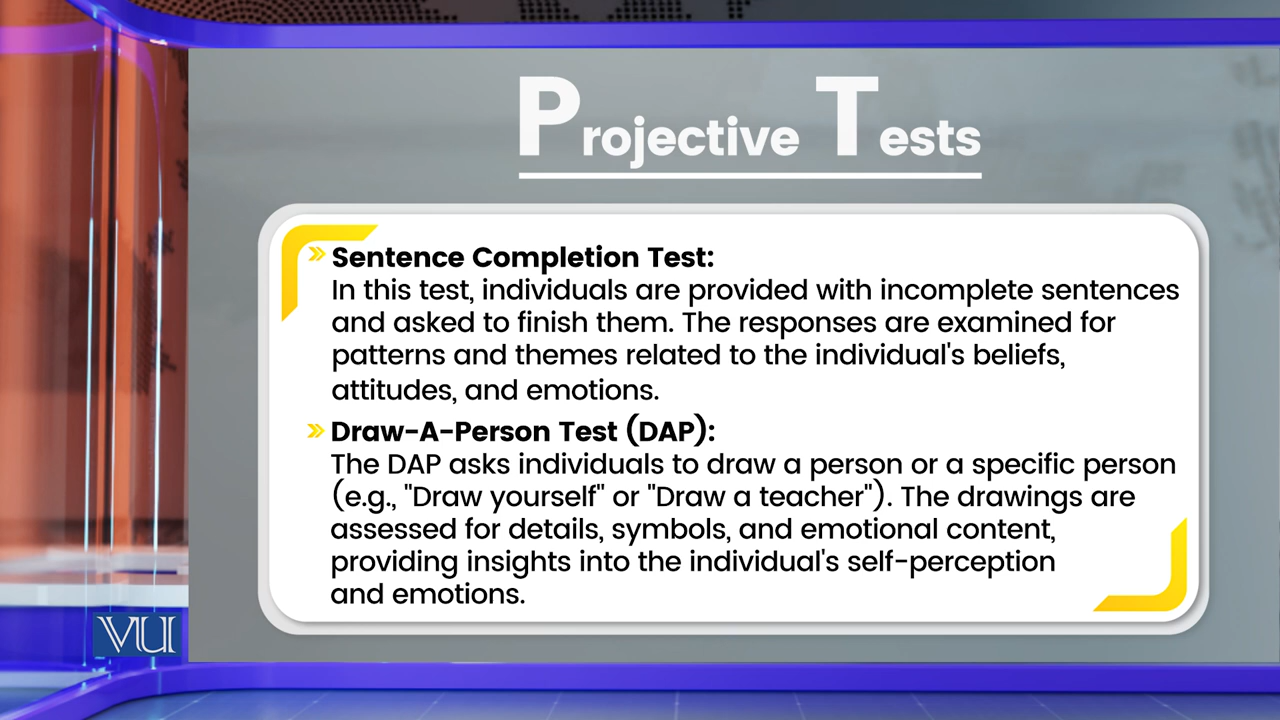 Projective Tests
» Sentence Completion Test:
In this test, individuals are provided with incomplete sentences
and asked to finish them. The responses are examined for
patterns and themes related to the individual's beliefs,
attitudes, and emotions.
» Draw-A-Person Test (DAP):
The DAP asks individuals to draw a person or a specific person
(e.g., "Draw yourself" or "Draw a teacher"). The drawings are
assessed for details, symbols, and emotional content,
providing insights into the individual's self-perception
and emotions.
VU